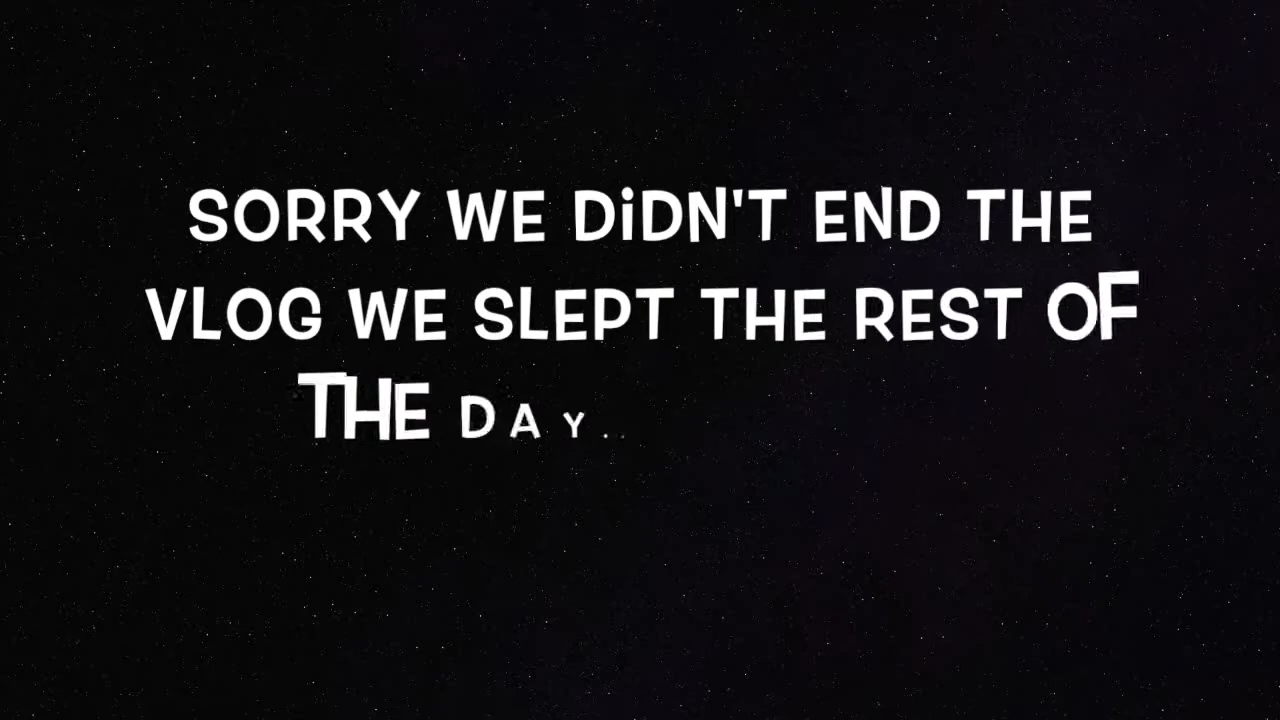 SORRY WE DiDN'T END THE
VLOG WE SLEPT THE REST OF
THE DAY..